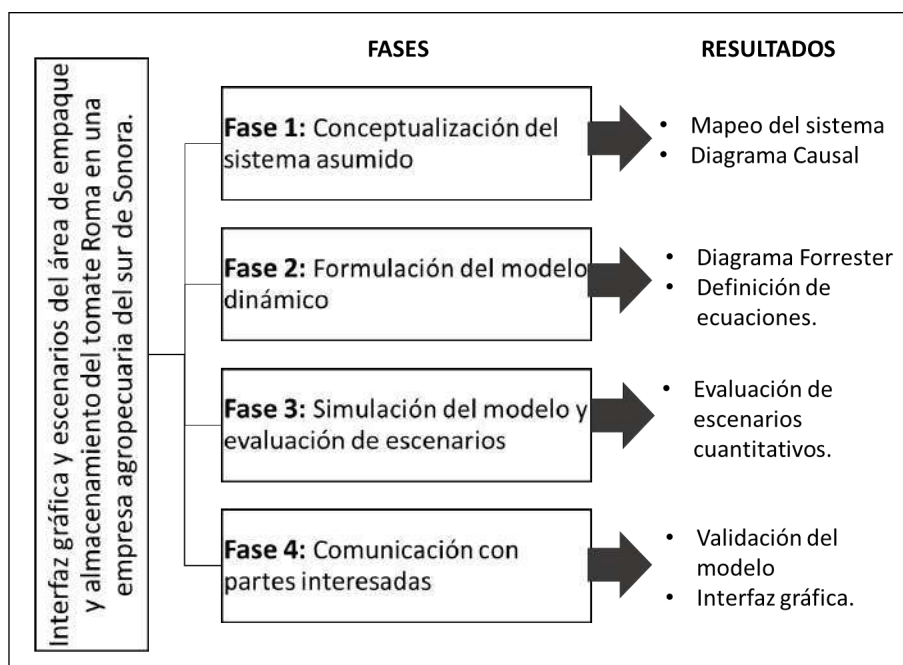 Interfaz gráfica y escenarios del área de empaque
y almacenamiento del tomate Roma en una
empresa agropecuaria del sur de Sonora.
FASES
RESULTADOS
Fase 1: Conceptualización del
sistema asumido
• Mapeo del sistema
• Diagrama Causal
Fase 2: Formulación del modelo
dinámico
• Diagrama Forrester
• Definición de
ecuaciones.
Fase 3: Simulación del modelo y
evaluación de escenarios
• Evaluación de
escenarios
cuantitativos.
Fase 4: Comunicación con
partes interesadas
• Validación del
modelo
• Interfaz gráfica.